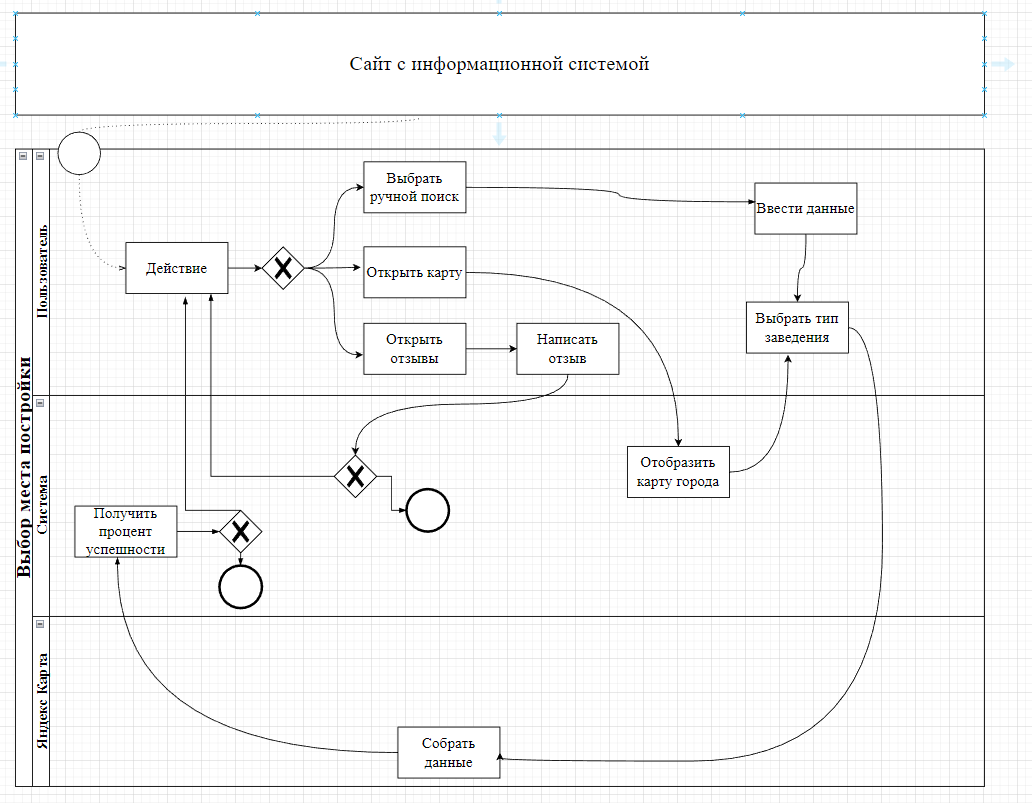 Сайт с информационной системой
Выбор места постройки
Пользователь
Действие
Выбрать
ручной поиск
Открыть карту
Открыть
отзывы
Написать
отзыв
Ввести данные
Выбрать тип
заведения
Система
Отобразить
карту города
Получить
процент
успешности
Яндекс Карта
Собрать
данные